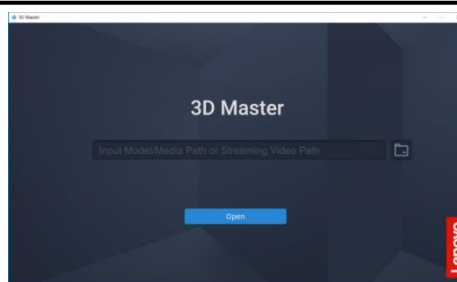 3D Master
3D Master
Input Model/Media Path or Streaming Video Path
Open
Lenovo